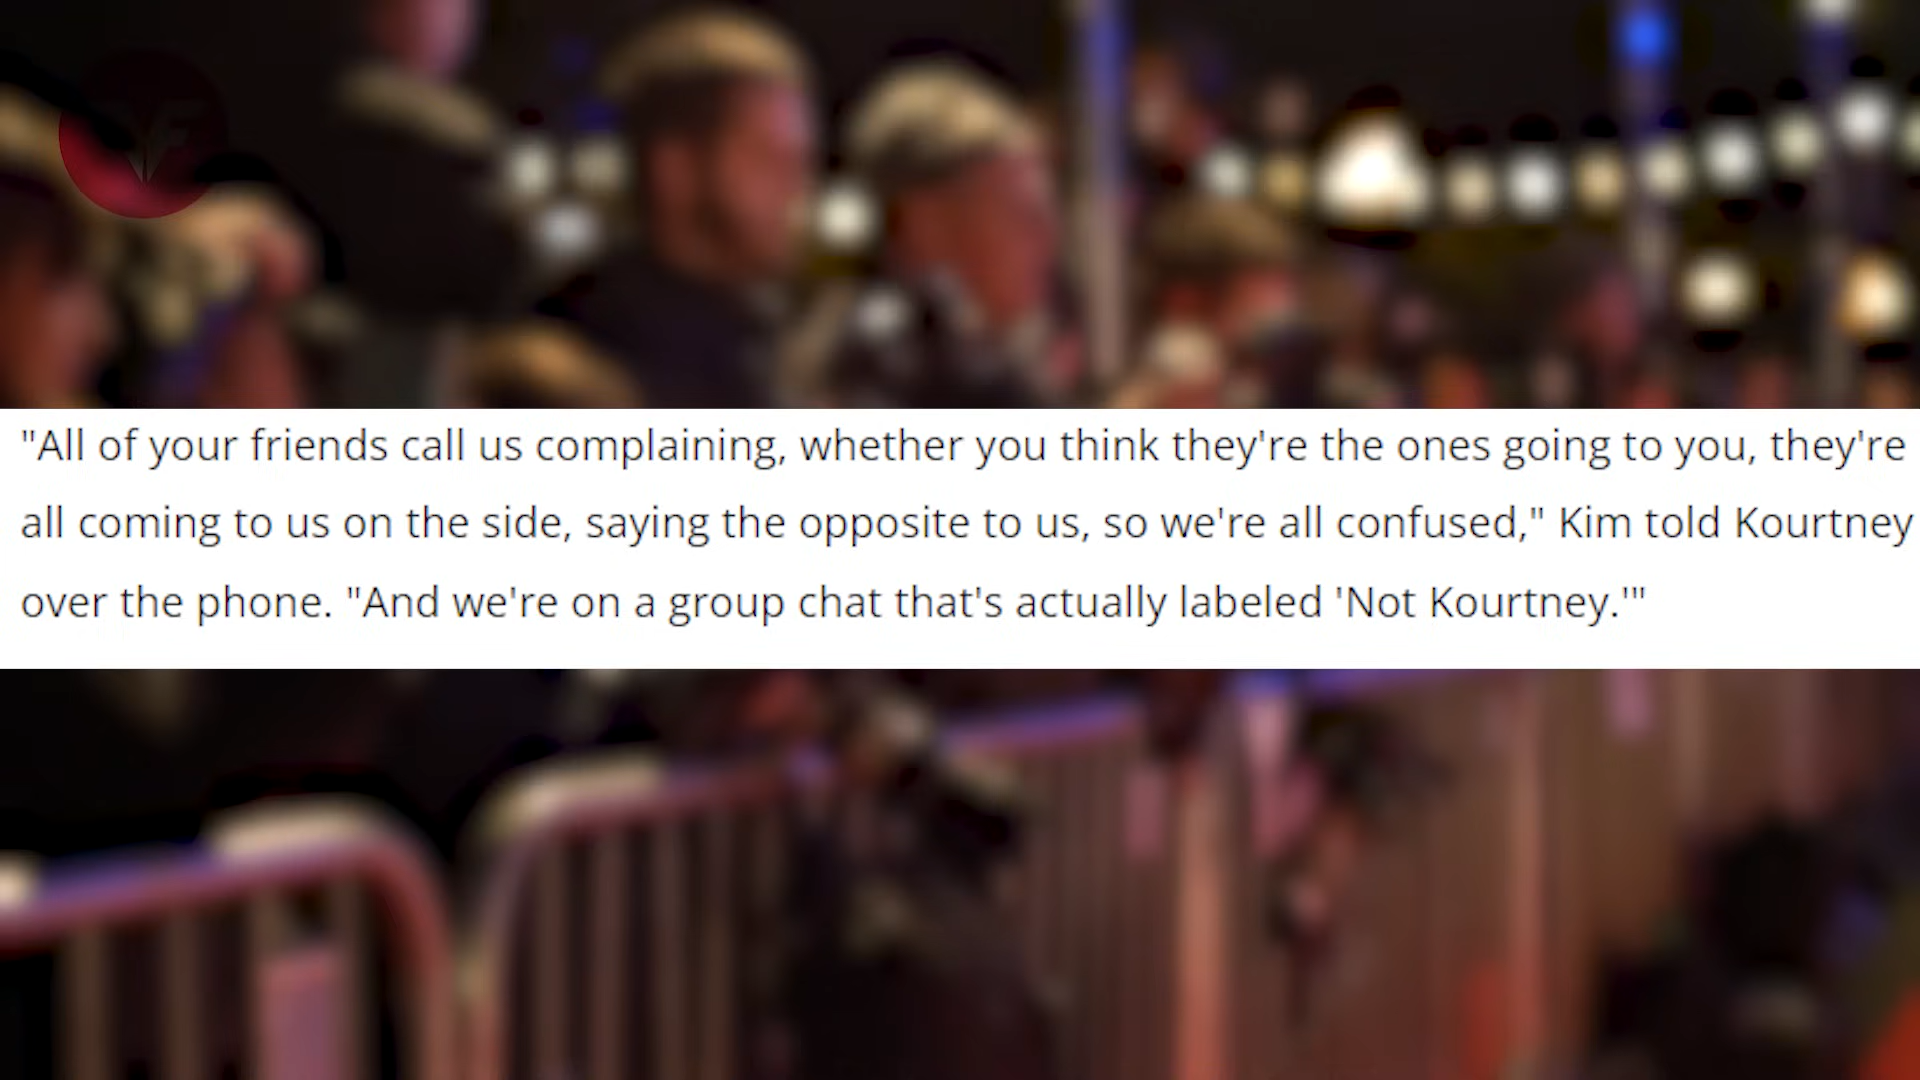 "All of your friends call us complaining, whether you think they're the ones going to you, they're
all coming to us on the side, saying the opposite to us, so we're all confused," Kim told Kourtney
over the phone. "And we're on a group chat that's actually labeled 'Not Kourtney.'"